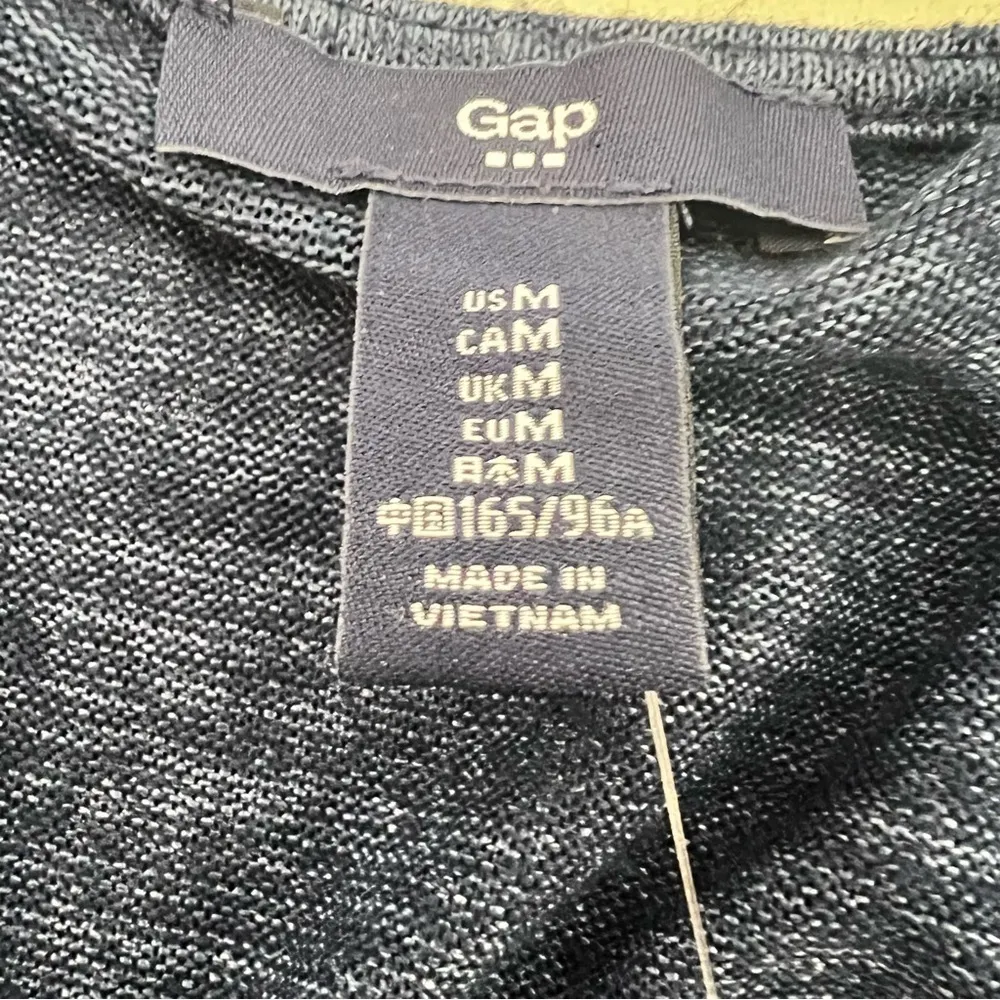 Gap
US M
CA M
UK M
EU M
日本 M
中国 165/96A
MADE IN
VIETNAM